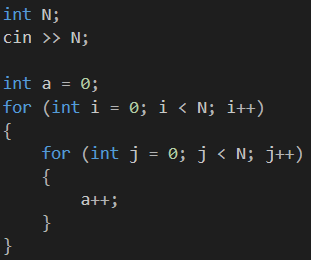 int N;
cin >> N;

int a = 0;
for (int i = 0; i < N; i++)
{
    for (int j = 0; j < N; j++)
    {
        a++;
    }
}